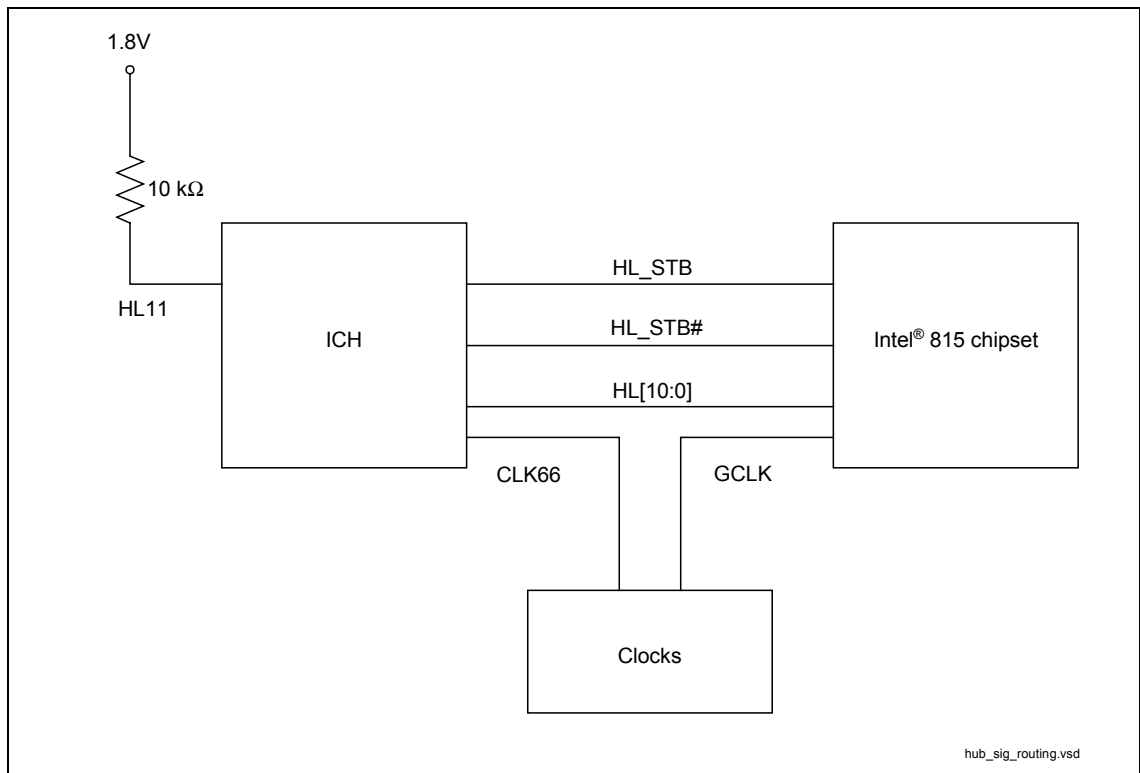 1.8V
10 kΩ
HL11
ICH
HL_STB
HL_STB#
HL[10:0]
Intel® 815 chipset
CLK66
GCLK
Clocks
hub_sig_routing.vsd